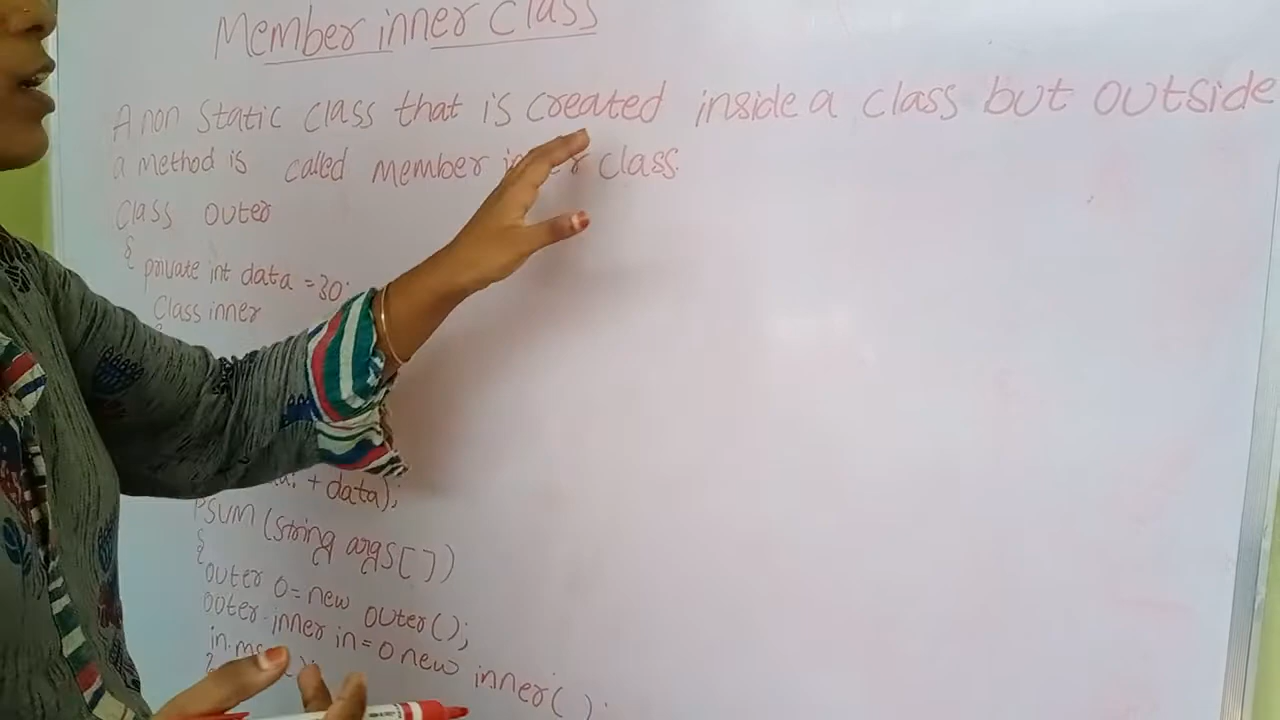 Member inner class
A non static class that is created inside a class but outside
a method is called member inner class.
Class outer
{
private int data = 30;
Class inner
{
+ data);
PSVM (string args[])
{
outer o = new outer();
outer.inner in = o new inner();
in.
}